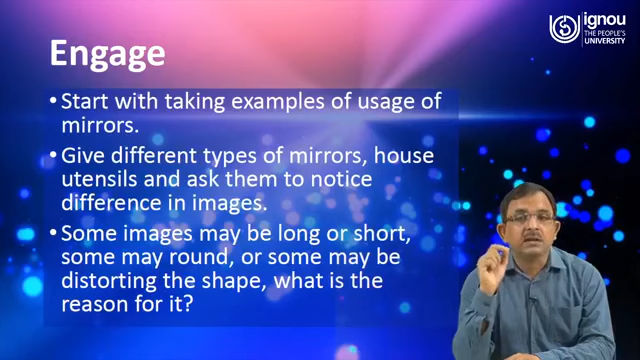 ignou
THE PEOPLE'S
UNIVERSITY
Engage
• Start with taking examples of usage of
mirrors.
• Give different types of mirrors, house
utensils and ask them to notice
difference in images.
• Some images may be long or short,
some may round, or some may be
distorting the shape, what is the
reason for it?